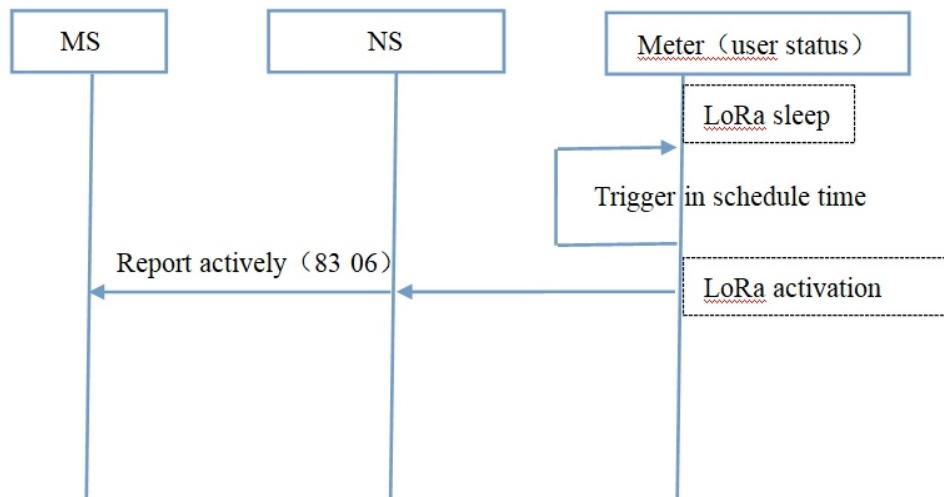 MS
NS
Meter（user status）
LoRa sleep
Trigger in schedule time
Report actively（83 06）
LoRa activation